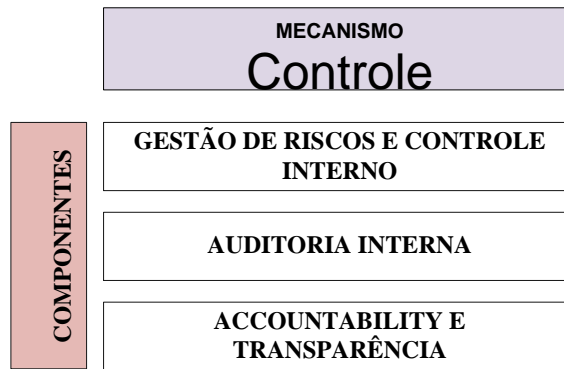 MECANISMO
Controle
COMPONENTES
GESTÃO DE RISCOS E CONTROLE
INTERNO
AUDITORIA INTERNA
ACCOUNTABILITY E
TRANSPARÊNCIA